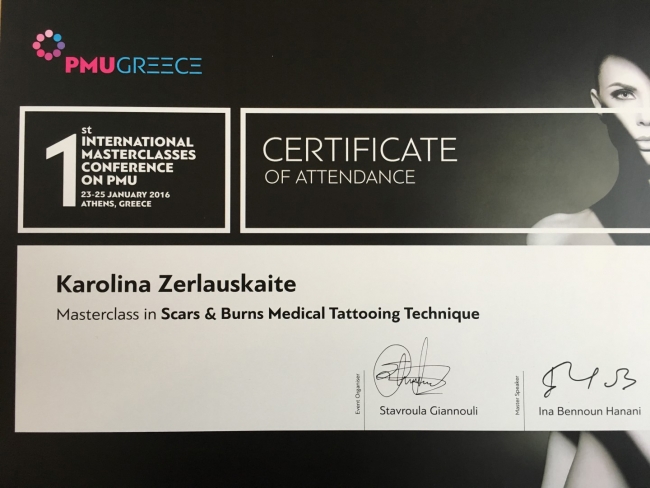 PMUGREECE
1st
INTERNATIONAL
MASTERCLASSES
CONFERENCE
ON PMU
23-25 JANUARY 2016
ATHENS, GREECE
CERTIFICATE
OF ATTENDANCE
Karolina Zerlauskaite
Masterclass in Scars & Burns Medical Tattooing Technique
Event Organiser
Stavroula Giannouli
Master Speaker
Ina Bennoun Hanani